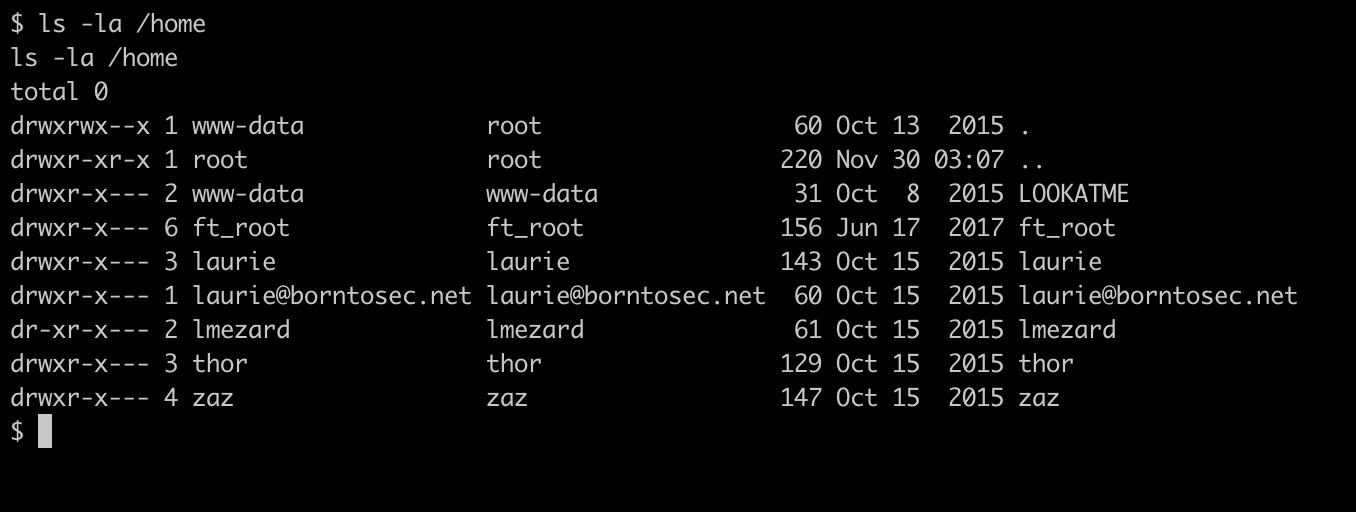 $ ls -la /home
ls -la /home
total 0
drwxrwx--x 1 www-data             root                  60 Oct 13  2015 .
drwxr-xr-x 1 root                 root                 220 Nov 30 03:07 ..
drwxr-x--- 2 www-data             www-data              31 Oct  8  2015 LOOKATME
drwxr-x--- 6 ft_root              ft_root              156 Jun 17  2017 ft_root
drwxr-x--- 3 laurie               laurie               143 Oct 15  2015 laurie
drwxr-x--- 1 laurie@borntosec.net laurie@borntosec.net  60 Oct 15  2015 laurie@borntosec.net
dr-xr-x--- 2 lmezard              lmezard               61 Oct 15  2015 lmezard
drwxr-x--- 3 thor                 thor                 129 Oct 15  2015 thor
drwxr-x--- 4 zaz                  zaz                  147 Oct 15  2015 zaz
$